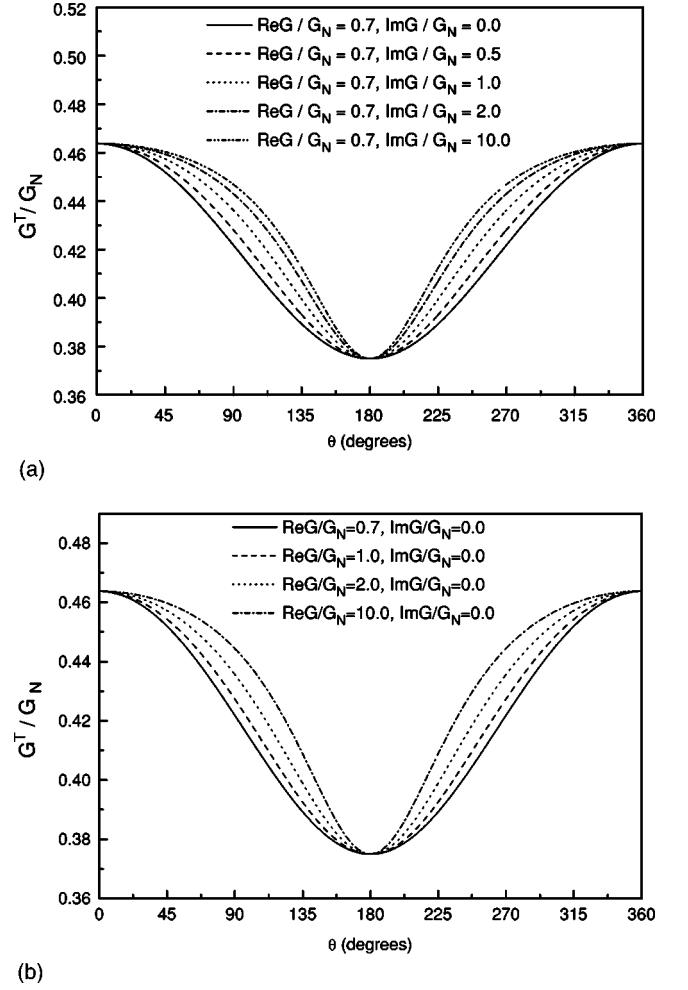 0.52
0.50
0.48
0.46
0.44
0.42
0.40
0.38
0.36
G^T/G_N
ReG / G_N = 0.7, ImG / G_N = 0.0
ReG / G_N = 0.7, ImG / G_N = 0.5
ReG / G_N = 0.7, ImG / G_N = 1.0
ReG / G_N = 0.7, ImG / G_N = 2.0
ReG / G_N = 0.7, ImG / G_N = 10.0
0 45 90 135 180 225 270 315 360
θ (degrees)
(a)
0.48
0.46
0.44
0.42
0.40
0.38
0.36
G^T/G_N
ReG/G_N=0.7, ImG/G_N=0.0
ReG/G_N=1.0, ImG/G_N=0.0
ReG/G_N=2.0, ImG/G_N=0.0
ReG/G_N=10.0, ImG/G_N=0.0
0 45 90 135 180 225 270 315 360
θ (degrees)
(b)